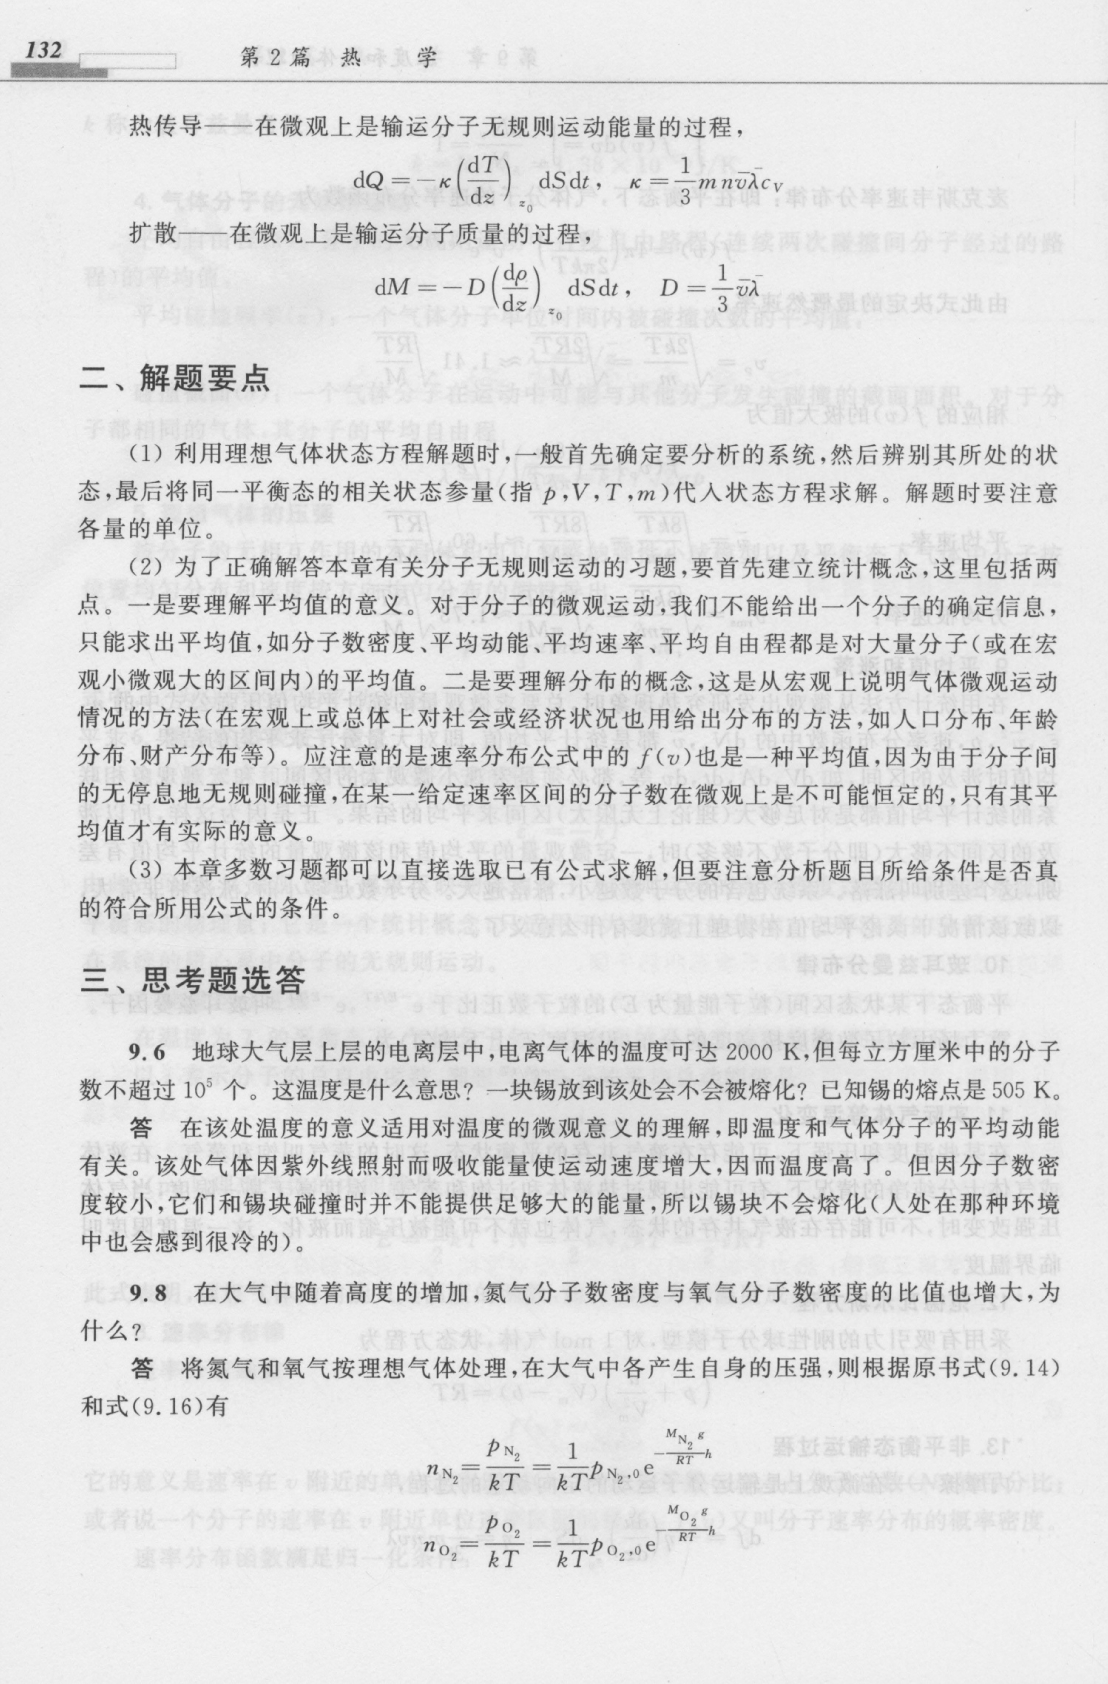 132 第2篇 热 学
热传导——在微观上是输运分子无规则运动能量的过程,
dQ=-κ(dT/dz)_{z_0} dSdt, κ=\frac{1}{3}mn\bar{v}\bar{λ}c_V
扩散——在微观上是输运分子质量的过程,
dM=-D(dρ/dz)_{z_0} dSdt, D=\frac{1}{3}\bar{v}\bar{λ}
二、解题要点
(1) 利用理想气体状态方程解题时,一般首先确定要分析的系统,然后辨别其所处的状
态,最后将同一平衡态的相关状态参量(指 p,V,T,m)代人状态方程求解。解题时要注意
各量的单位。
(2) 为了正确解答本章有关分子无规则运动的习题,要首先建立统计概念,这里包括两
点。一是要理解平均值的意义。对于分子的微观运动,我们不能给出一个分子的确定信息,
只能求出平均值,如分子数密度、平均动能、平均速率、平均自由程都是对大量分子(或在宏
观小微观大的区间内)的平均值。二是要理解分布的概念,这是从宏观上说明气体微观运动
情况的方法(在宏观上或总体上对社会或经济状况也用给出分布的方法,如人口分布、年龄
分布、财产分布等)。应注意的是速率分布公式中的 f(v)也是一种平均值,因为由于分子间
的无停息地无规则碰撞,在某一给定速率区间的分子数在微观上是不可能恒定的,只有其平
均值才有实际的意义。
(3) 本章多数习题都可以直接选取已有公式求解,但要注意分析题目所给条件是否真
的符合所用公式的条件。
三、思考题选答
9.6 地球大气层上层的电离层中,电离气体的温度可达 2000 K,但每立方厘米中的分子
数不超过 10^5 个。这温度是什么意思?一块锡放到该处会不会被熔化?已知锡的熔点是 505 K。
答 在该处温度的意义适用对温度的微观意义的理解,即温度和气体分子的平均动能
有关。该处气体因紫外线照射而吸收能量使运动速度增大,因而温度高了。但因分子数密
度较小,它们和锡块碰撞时并不能提供足够大的能量,所以锡块不会熔化(人处在那种环境
中也会感到很冷的)。
9.8 在大气中随着高度的增加,氮气分子数密度与氧气分子数密度的比值也增大,为
什么?
答 将氮气和氧气按理想气体处理,在大气中各产生自身的压强,则根据原书式(9.14)
和式(9.16)有
n_{N_2}=\frac{p_{N_2}}{kT}=\frac{1}{kT}p_{N_2,0}e^{-\frac{M_{N_2}g}{RT}h}
n_{O_2}=\frac{p_{O_2}}{kT}=\frac{1}{kT}p_{O_2,0}e^{-\frac{M_{O_2}g}{RT}h}